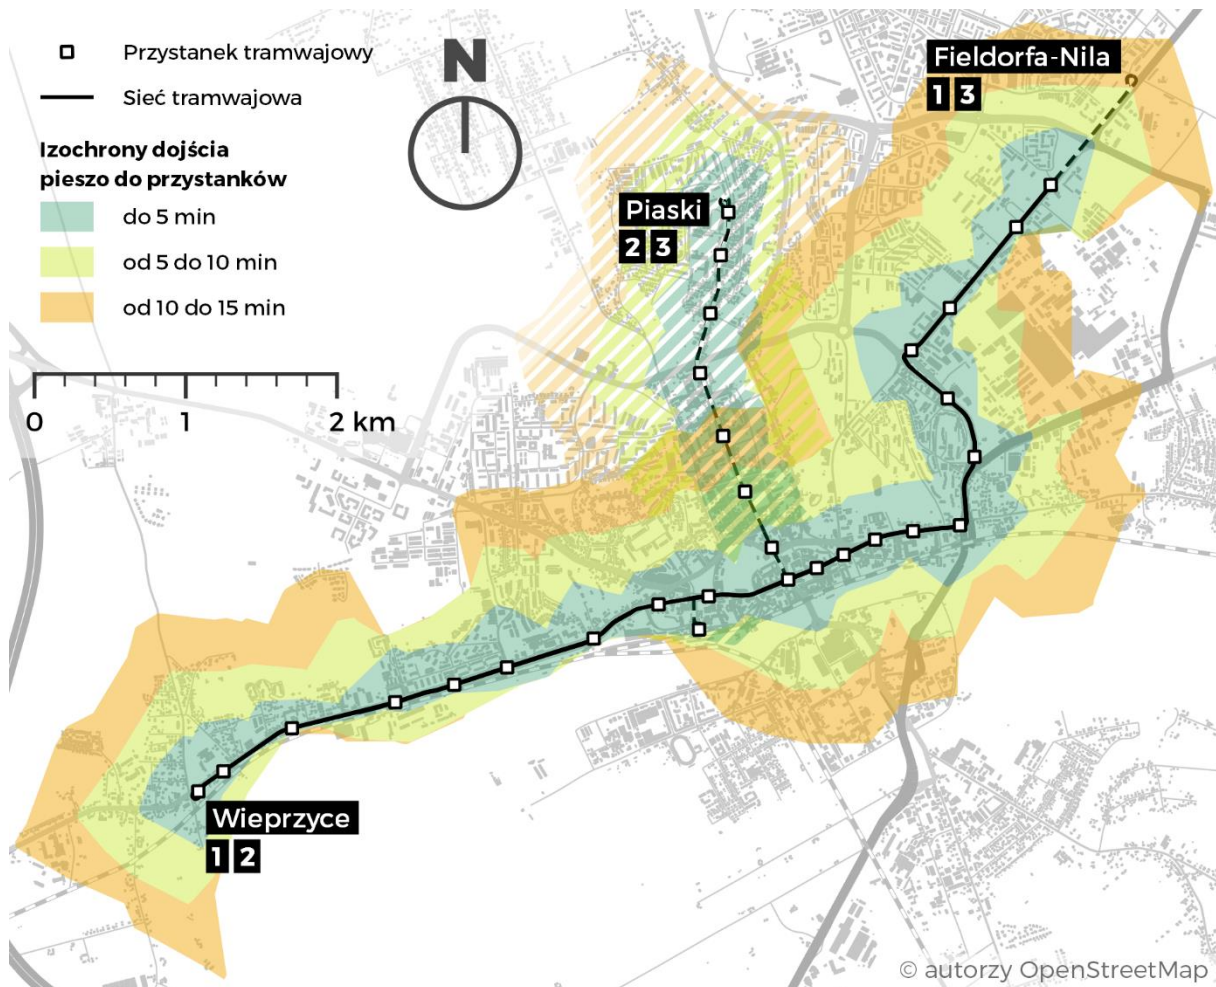 Przystanek tramwajowy
Sieć tramwajowa
Izochrony dojścia
pieszo do przystanków
do 5 min
od 5 do 10 min
od 10 do 15 min
0 1 2 km
N
Fieldorfa-Nila
1 3
Piaski
2 3
Wieprzyce
1 2
© autorzy OpenStreetMap